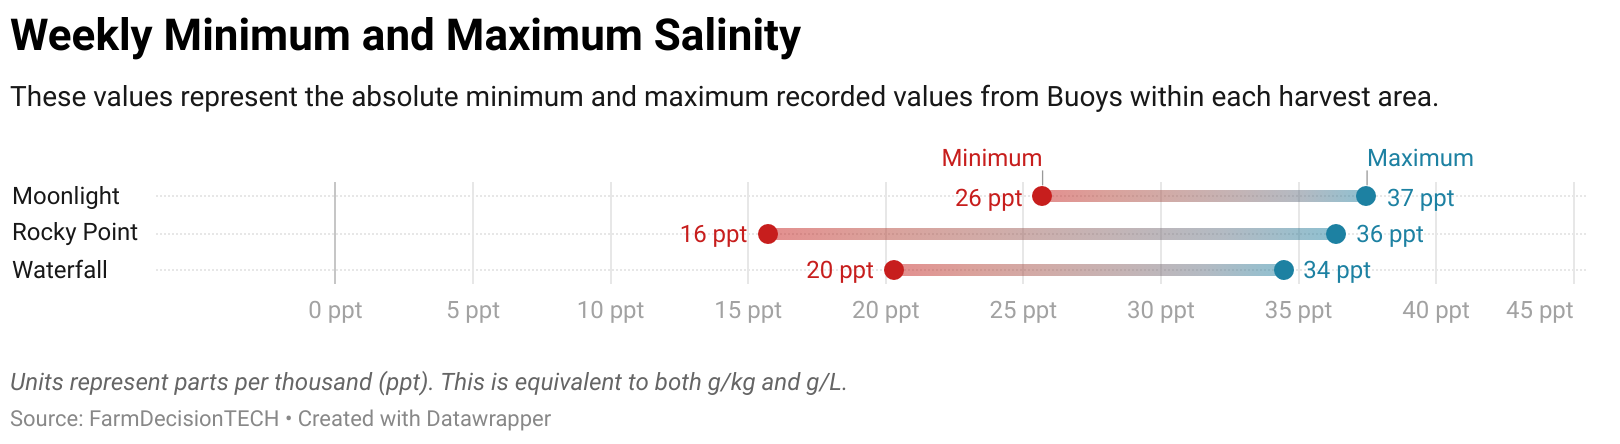 Weekly Minimum and Maximum Salinity
These values represent the absolute minimum and maximum recorded values from Buoys within each harvest area.
Minimum Maximum
Moonlight 26 ppt 37 ppt
Rocky Point 16 ppt 36 ppt
Waterfall 20 ppt 34 ppt
0 ppt 5 ppt 10 ppt 15 ppt 20 ppt 25 ppt 30 ppt 35 ppt 40 ppt 45 ppt
Units represent parts per thousand (ppt). This is equivalent to both g/kg and g/L.
Source: FarmDecisionTECH • Created with Datawrapper